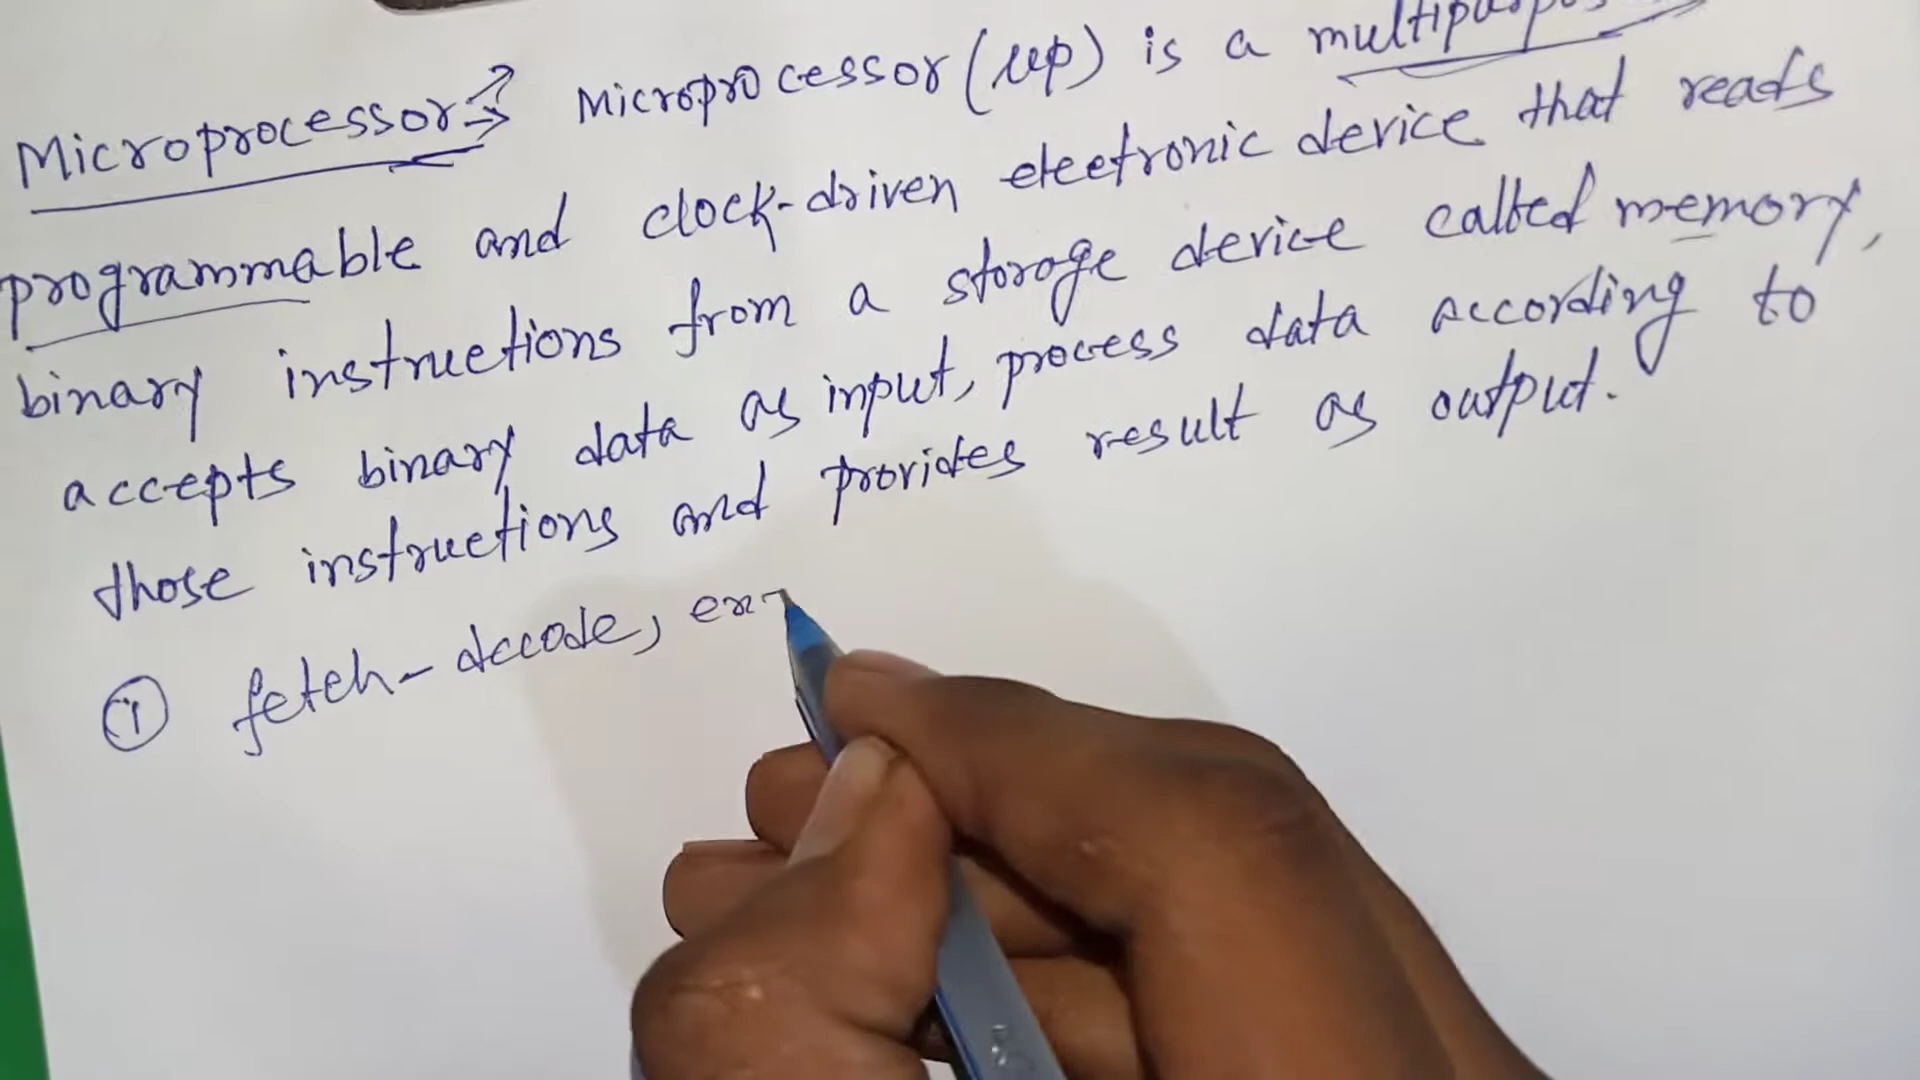 Microprocessor → Microprocessor (μp) is a multipurpos
programmable and clock-driven electronic device that reads
binary instructions from a storage device called memory,
accepts binary data as input, process data according to
those instructions and provides result as output.
① fetch-decode, ex